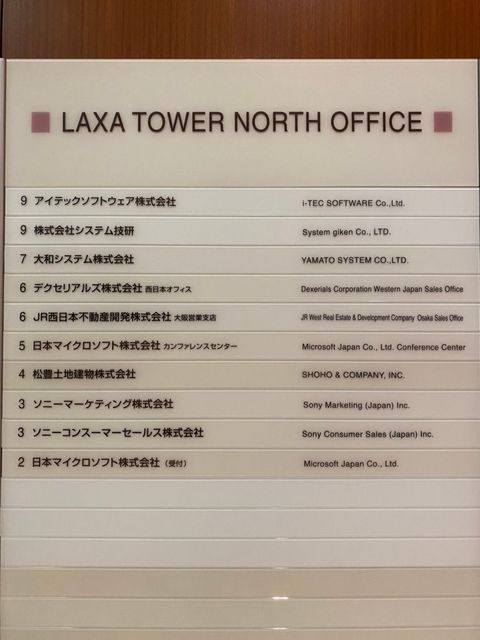 LAXA TOWER NORTH OFFICE
9 アイテックソフトウェア株式会社 i-TEC SOFTWARE Co.,Ltd.
9 株式会社システム技研 System giken Co., LTD.
7 大和システム株式会社 YAMATO SYSTEM CO.,LTD.
6 デクセリアルズ株式会社 西日本オフィス Dexerials Corporation Western Japan Sales Office
6 JR西日本不動産開発株式会社 大阪営業支店 JR West Real Estate & Development Company Osaka Sales Office
5 日本マイクロソフト株式会社 カンファレンスセンター Microsoft Japan Co., Ltd. Conference Center
4 松豊土地建物株式会社 SHOHO & COMPANY, INC.
3 ソニーマーケティング株式会社 Sony Marketing (Japan) Inc.
3 ソニーコンスーマーセールス株式会社 Sony Consumer Sales (Japan) Inc.
2 日本マイクロソフト株式会社（受付） Microsoft Japan Co., Ltd.